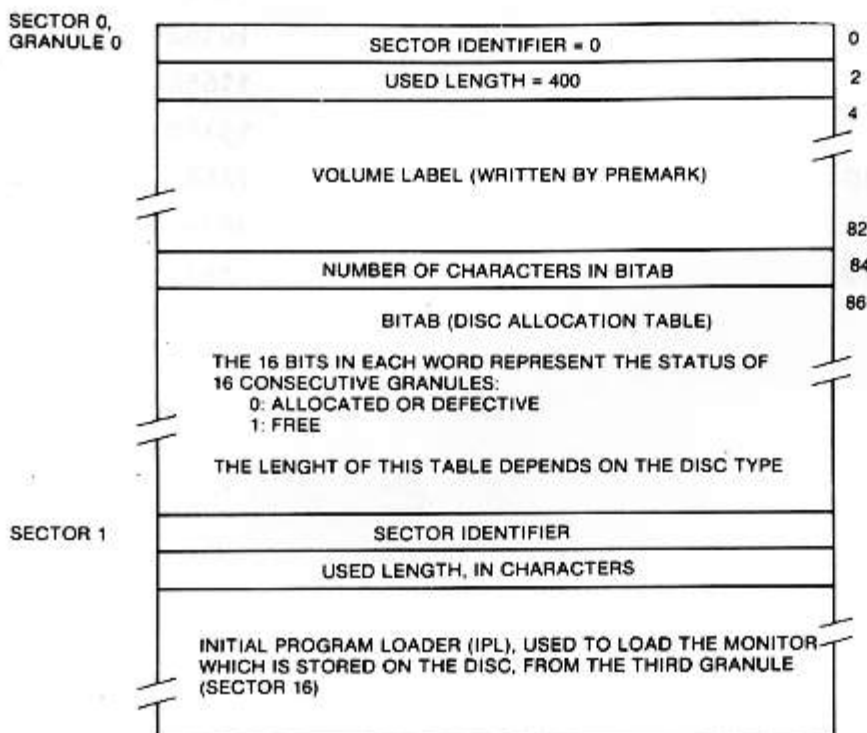 SECTOR 0,
GRANULE 0
SECTOR IDENTIFIER = 0
0
USED LENGTH = 400
2
4
VOLUME LABEL (WRITTEN BY PREMARK)
82
NUMBER OF CHARACTERS IN BITAB
84
86
BITAB (DISC ALLOCATION TABLE)
THE 16 BITS IN EACH WORD REPRESENT THE STATUS OF
16 CONSECUTIVE GRANULES:
0: ALLOCATED OR DEFECTIVE
1: FREE
THE LENGHT OF THIS TABLE DEPENDS ON THE DISC TYPE
SECTOR 1
SECTOR IDENTIFIER
USED LENGTH, IN CHARACTERS
INITIAL PROGRAM LOADER (IPL), USED TO LOAD THE MONITOR
WHICH IS STORED ON THE DISC, FROM THE THIRD GRANULE
(SECTOR 16)